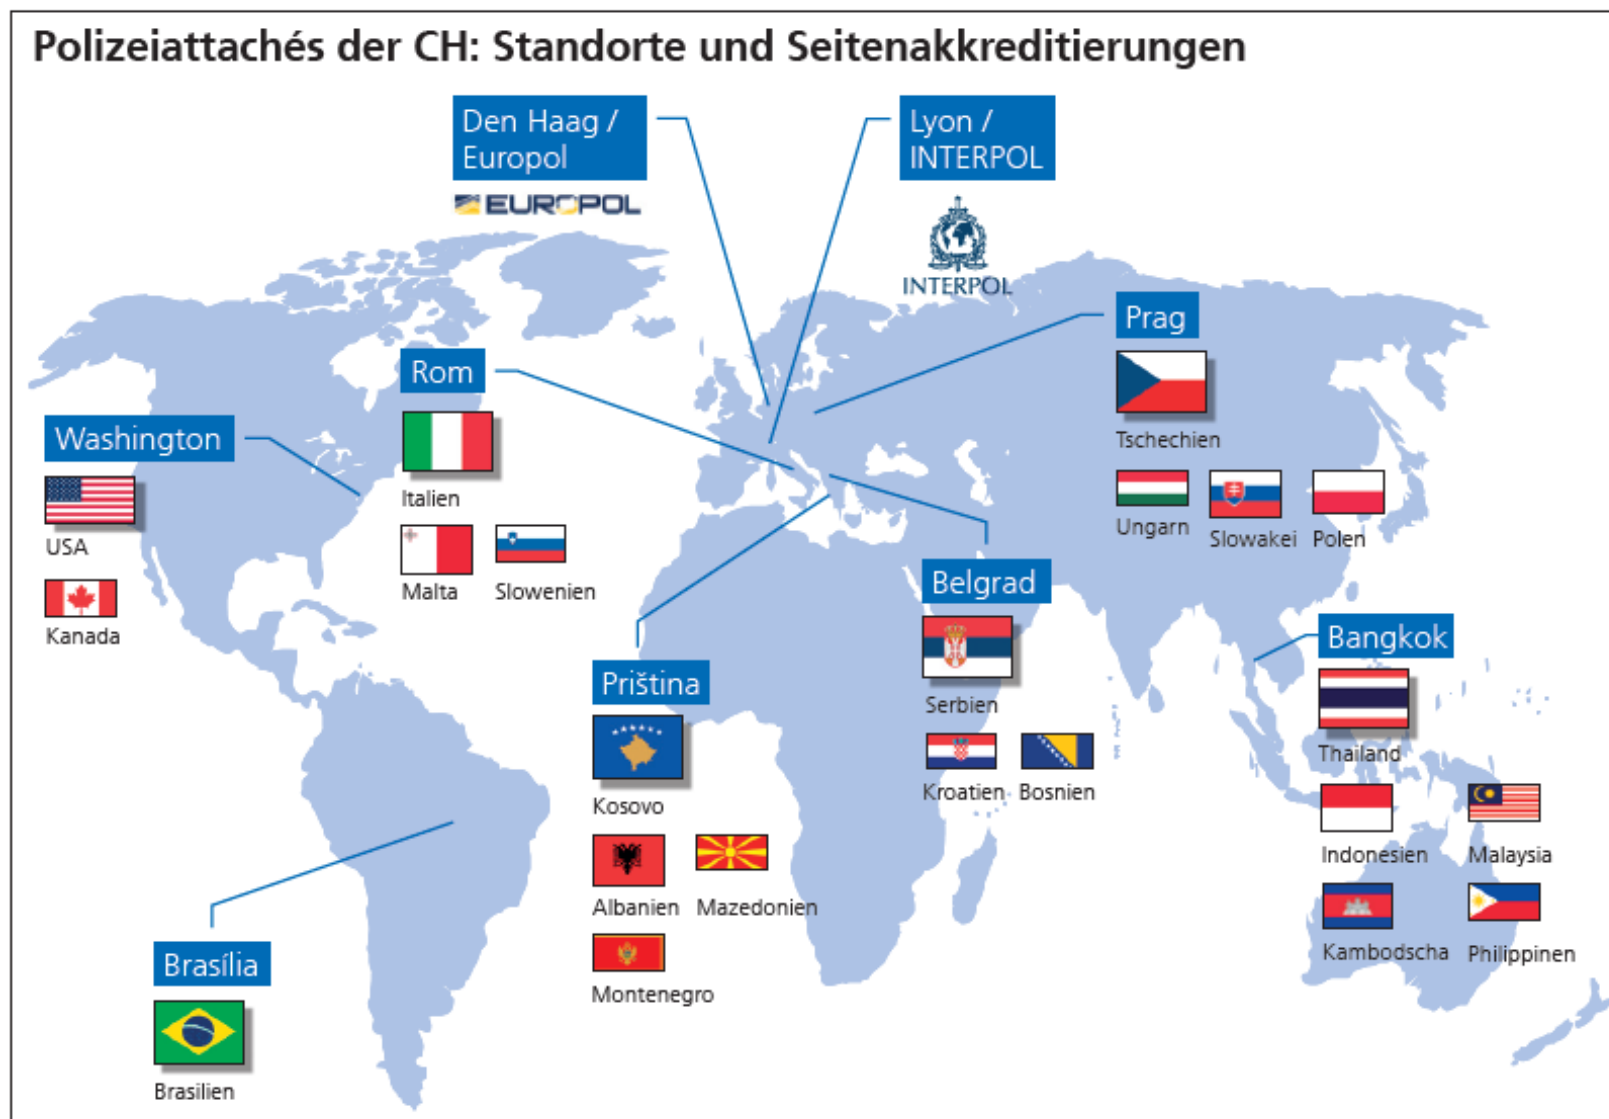 Polizeiattachés der CH: Standorte und Seitenakkreditierungen
Den Haag /
Europol
EUROPOL
Lyon /
INTERPOL
INTERPOL
Prag
Tschechien
Ungarn
Slowakei
Polen
Rom
Italien
Malta
Slowenien
Washington
USA
Kanada
Belgrad
Serbien
Kroatien
Bosnien
Bangkok
Thailand
Indonesien
Malaysia
Kambodscha
Philippinen
Priština
Kosovo
Albanien
Mazedonien
Montenegro
Brasília
Brasilien